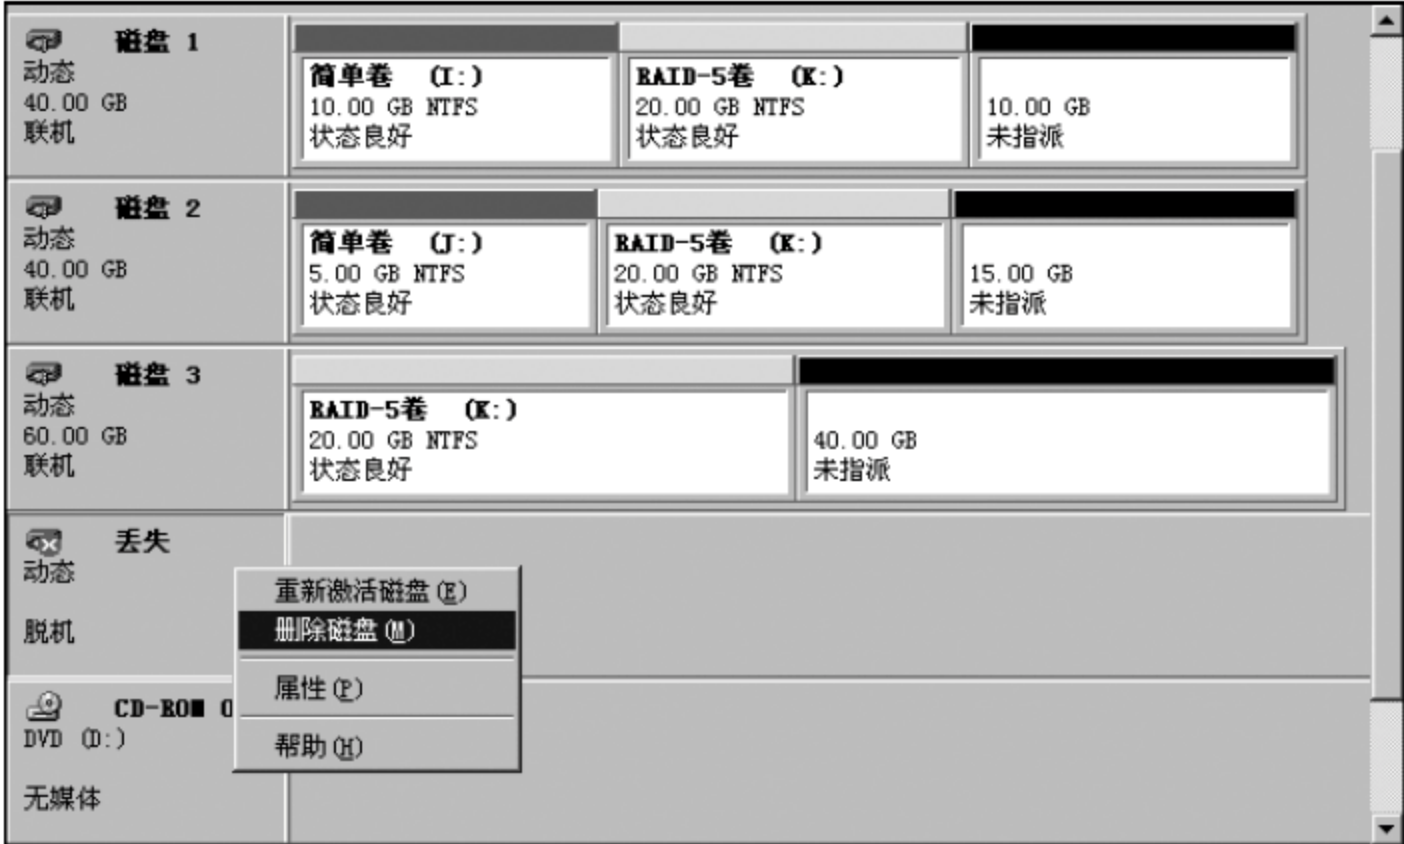 磁盘 1
动态
40.00 GB
联机
简单卷 (I:)
10.00 GB NTFS
状态良好
RAID-5卷 (K:)
20.00 GB NTFS
状态良好
10.00 GB
未指派
磁盘 2
动态
40.00 GB
联机
简单卷 (J:)
5.00 GB NTFS
状态良好
RAID-5卷 (K:)
20.00 GB NTFS
状态良好
15.00 GB
未指派
磁盘 3
动态
60.00 GB
联机
RAID-5卷 (K:)
20.00 GB NTFS
状态良好
40.00 GB
未指派
丢失
动态
脱机
重新激活磁盘(E)
删除磁盘(M)
属性(P)
帮助(H)
CD-ROM 0
DVD (D:)
无媒体